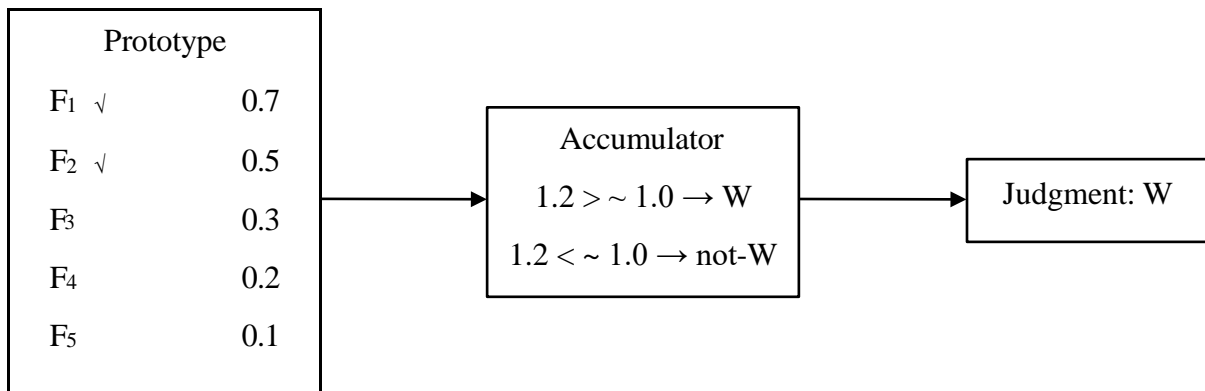 Prototype
F1 √ 0.7
F2 √ 0.5
F3 0.3
F4 0.2
F5 0.1
Accumulator
1.2 > ~ 1.0 → W
1.2 < ~ 1.0 → not-W
Judgment: W